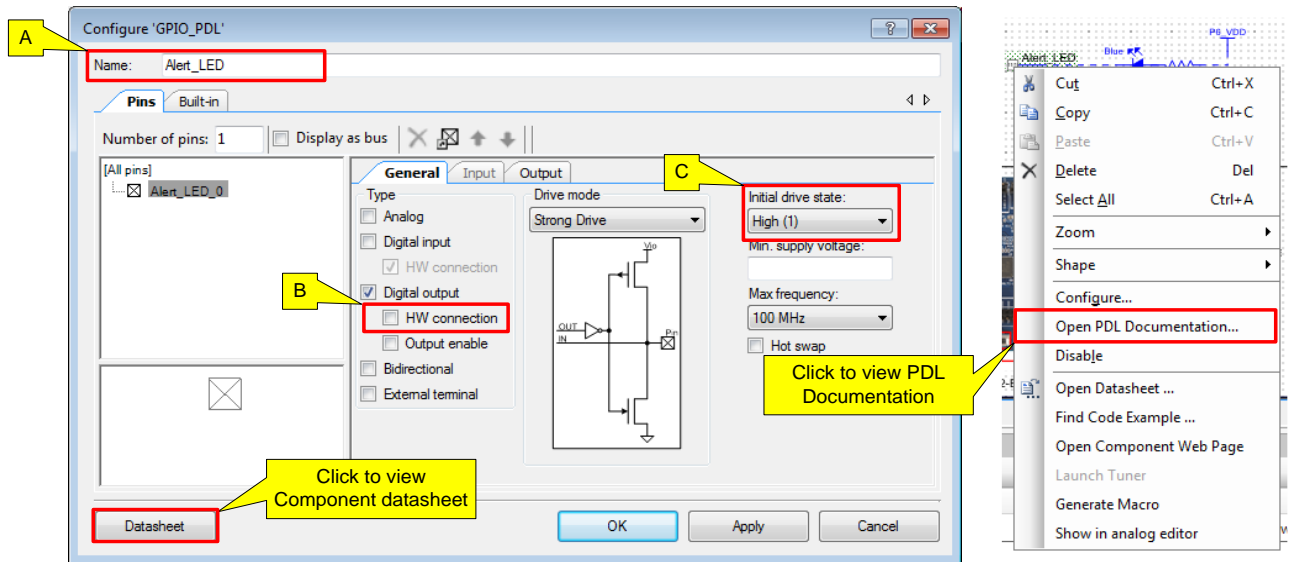 A
Configure 'GPIO_PDL'
Name: Alert_LED
Pins Built-in
Number of pins: 1 Display as bus
[All pins]
Alert_LED_0
General Input Output
C
Type
Analog
Digital input
HW connection
B
Digital output
HW connection
Output enable
Bidirectional
External terminal
Drive mode
Strong Drive
Vio
OUT
IN
Pin
Initial drive state:
High (1)
Min. supply voltage:
Max frequency:
100 MHz
Hot swap
Click to view PDL
Documentation
Click to view
Component datasheet
Datasheet
OK Apply Cancel
P6_VDD
Blue
Alert_LED
Cut Ctrl+X
Copy Ctrl+C
Paste Ctrl+V
Delete Del
Select All Ctrl+A
Zoom
Shape
Configure...
Open PDL Documentation...
Disable
Open Datasheet ...
Find Code Example ...
Open Component Web Page
Launch Tuner
Generate Macro
Show in analog editor